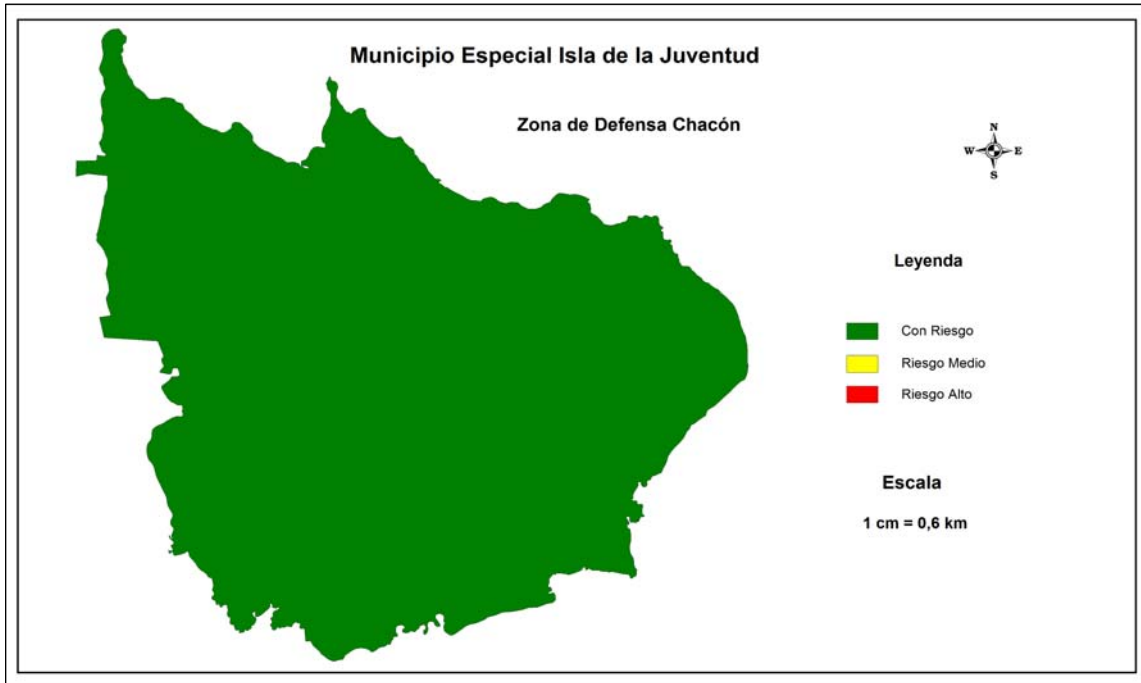 Municipio Especial Isla de la Juventud
Zona de Defensa Chacón
N
W E
S
Leyenda
Con Riesgo
Riesgo Medio
Riesgo Alto
Escala
1 cm = 0,6 km